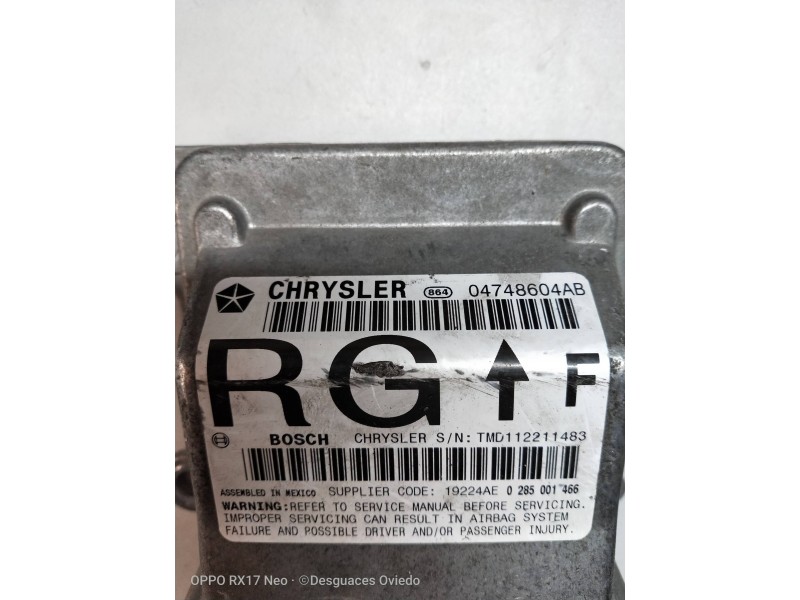 CHRYSLER 864 04748604AB
RG F
BOSCH CHRYSLER S/N: TMD112211483
ASSEMBLED IN MEXICO SUPPLIER CODE: 19224AE 0 285 001 466
WARNING: REFER TO SERVICE MANUAL BEFORE SERVICING.
IMPROPER SERVICING CAN RESULT IN AIRBAG SYSTEM
FAILURE AND POSSIBLE DRIVER AND/OR PASSENGER INJURY.
OPPO RX17 Neo · ©Desguaces Oviedo